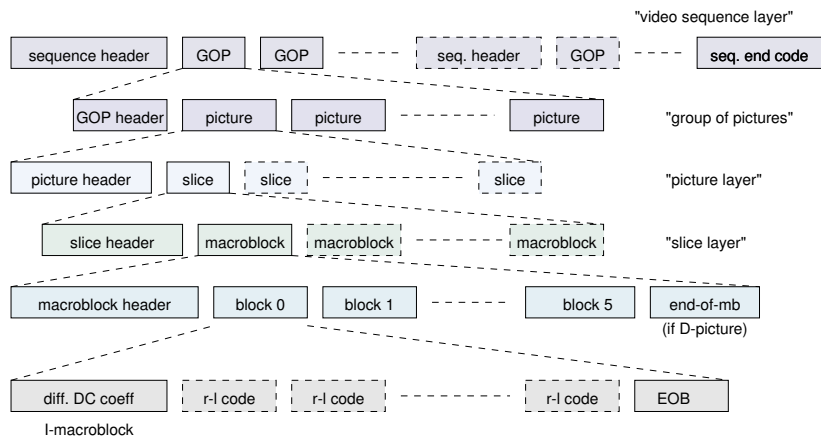 "video sequence layer"
sequence header GOP GOP seq. header GOP seq. end code
GOP header picture picture picture "group of pictures"
picture header slice slice slice "picture layer"
slice header macroblock macroblock macroblock "slice layer"
macroblock header block 0 block 1 block 5 end-of-mb
(if D-picture)
diff. DC coeff r-l code r-l code r-l code EOB
I-macroblock